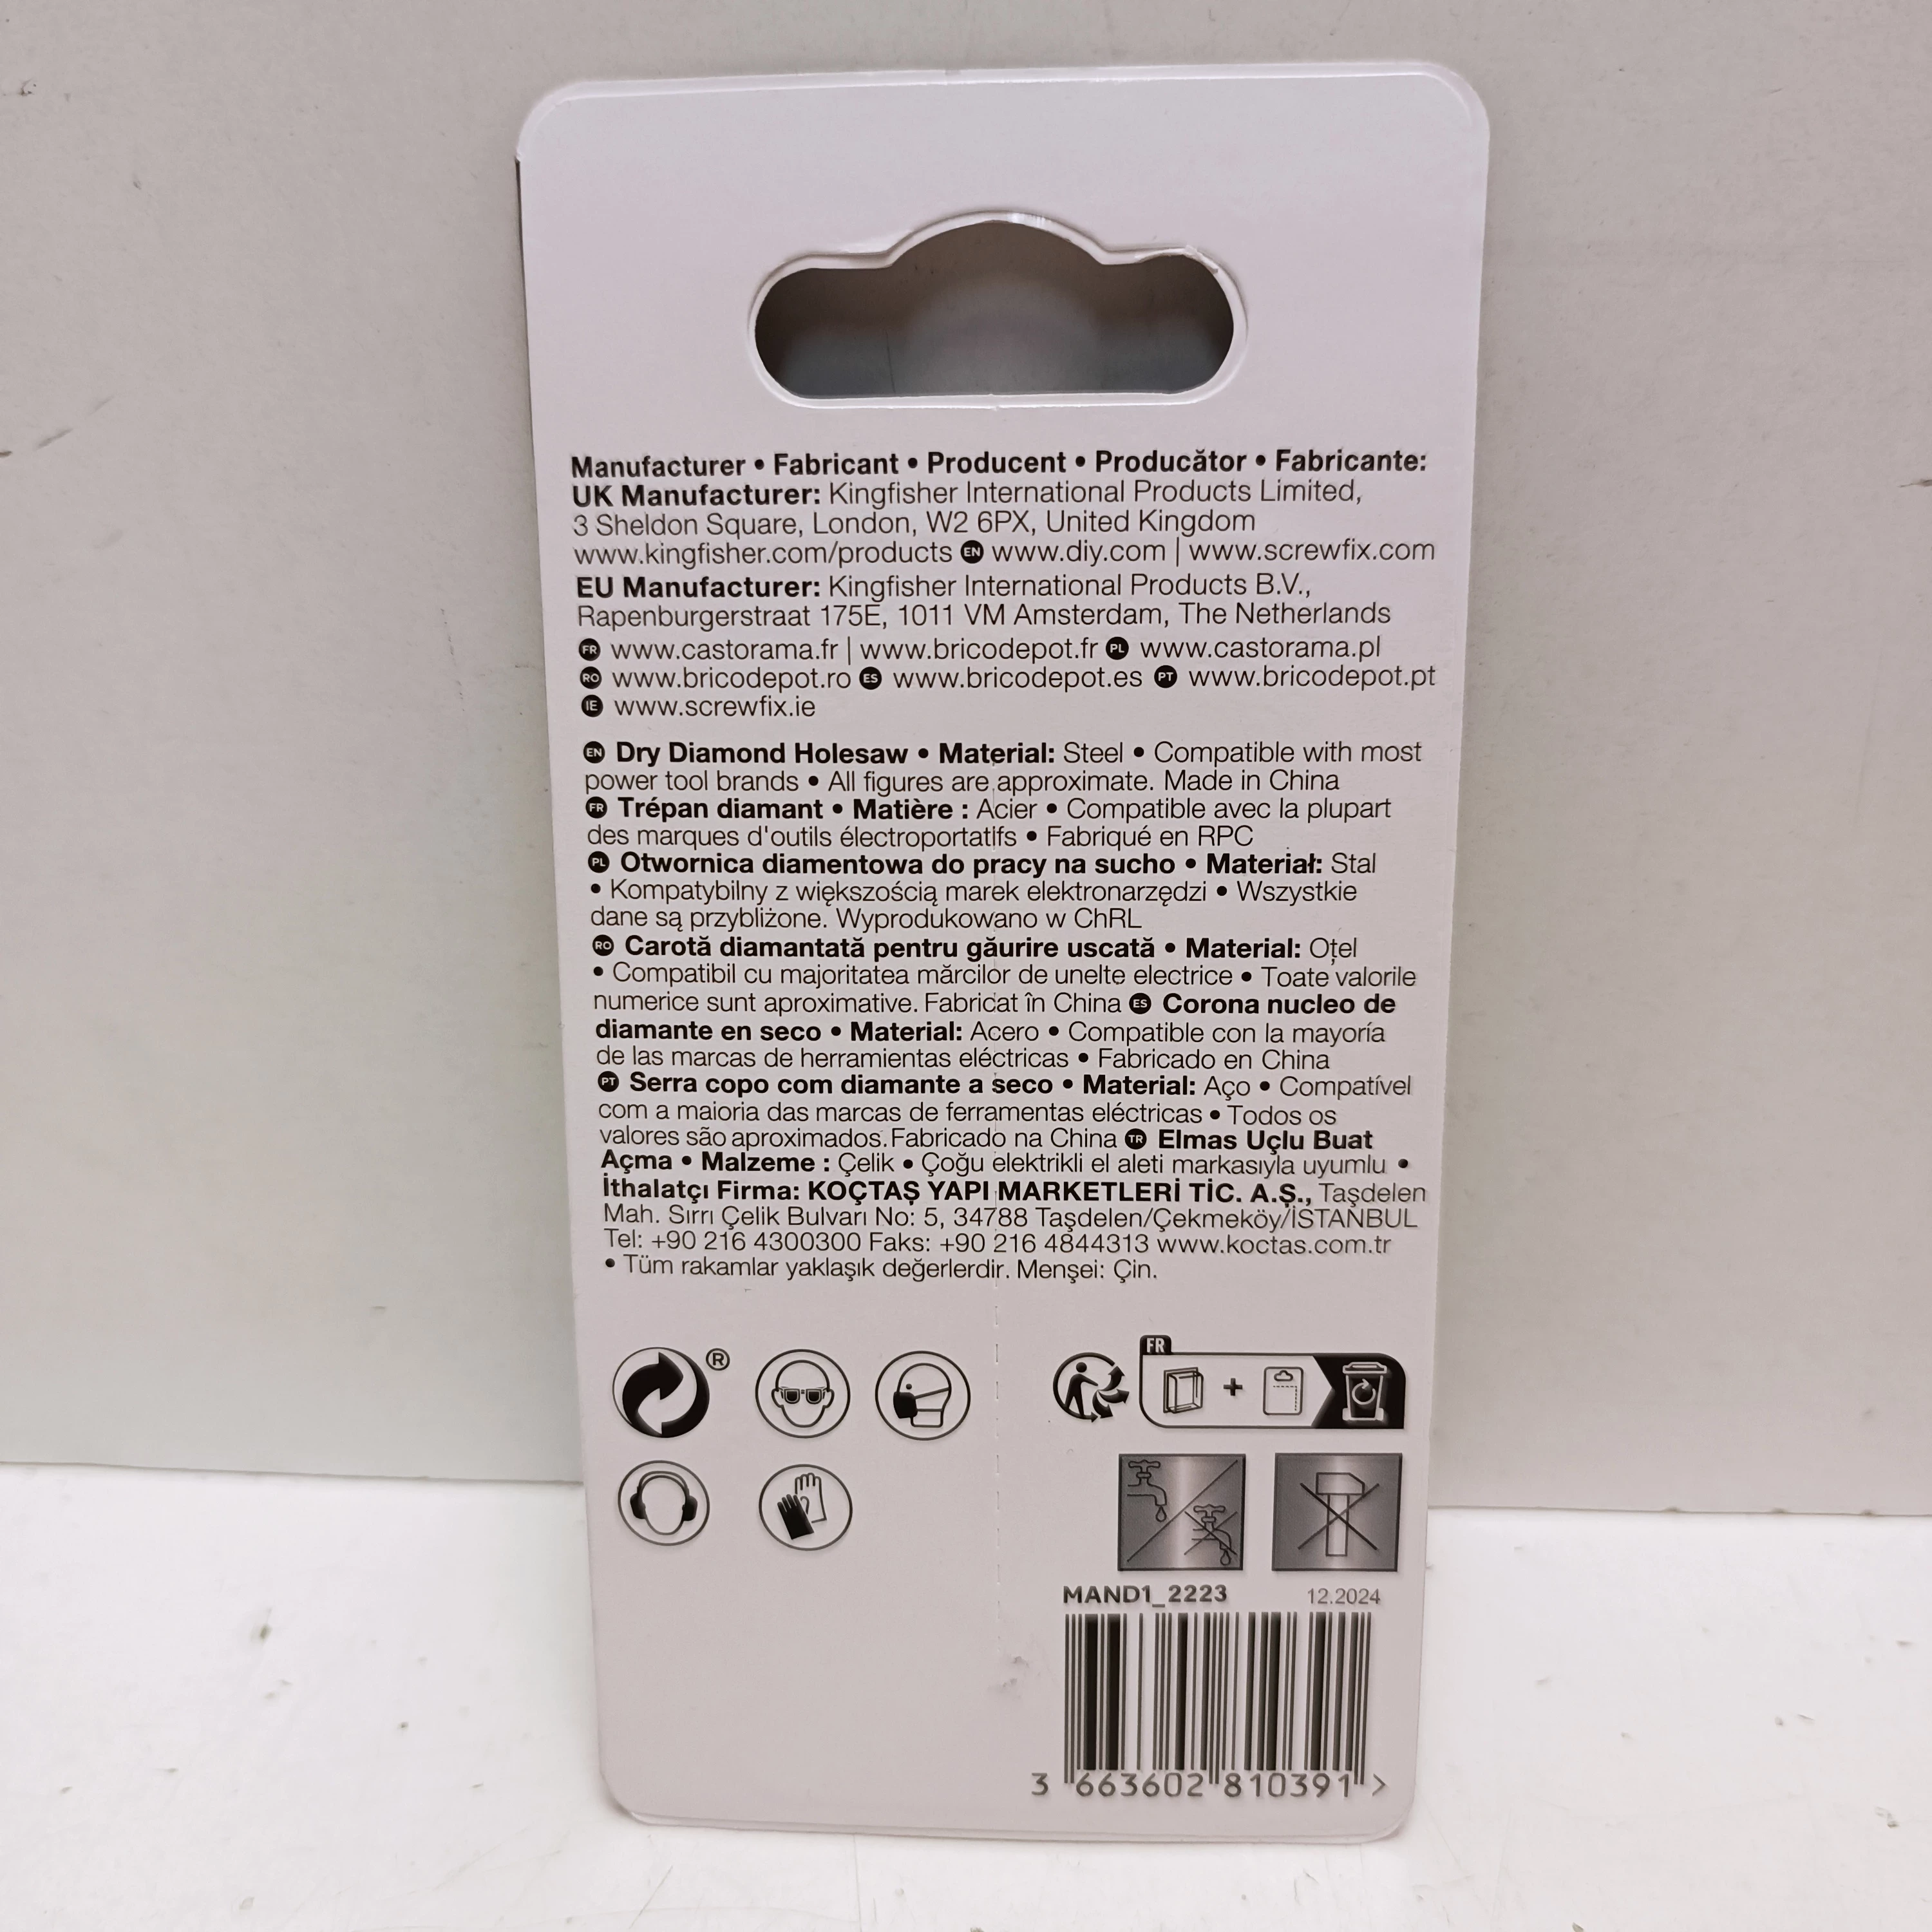 Manufacturer • Fabricant • Producent • Producător • Fabricante:
UK Manufacturer: Kingfisher International Products Limited,
3 Sheldon Square, London, W2 6PX, United Kingdom
www.kingfisher.com/products EN www.diy.com | www.screwfix.com
EU Manufacturer: Kingfisher International Products B.V.,
Rapenburgerstraat 175E, 1011 VM Amsterdam, The Netherlands
FR www.castorama.fr | www.bricodepot.fr PL www.castorama.pl
RO www.bricodepot.ro ES www.bricodepot.es PT www.bricodepot.pt
IE www.screwfix.ie
EN Dry Diamond Holesaw • Material: Steel • Compatible with most
power tool brands • All figures are approximate. Made in China
FR Trépan diamant • Matière : Acier • Compatible avec la plupart
des marques d'outils électroportatifs • Fabriqué en RPC
PL Otwornica diamentowa do pracy na sucho • Materiał: Stal
• Kompatybilny z większością marek elektronarzędzi • Wszystkie
dane są przybliżone. Wyprodukowano w ChRL
RO Carotă diamantată pentru găurire uscată • Material: Oțel
• Compatibil cu majoritatea mărcilor de unelte electrice • Toate valorile
numerice sunt aproximative. Fabricat în China ES Corona nucleo de
diamante en seco • Material: Acero • Compatible con la mayoría
de las marcas de herramientas eléctricas • Fabricado en China
PT Serra copo com diamante a seco • Material: Aço • Compatível
com a maioria das marcas de ferramentas eléctricas • Todos os
valores são aproximados. Fabricado na China TR Elmas Uçlu Buat
Açma • Malzeme : Çelik • Çoğu elektrikli el aleti markasıyla uyumlu •
İthalatçı Firma: KOÇTAŞ YAPI MARKETLERİ TİC. A.Ş., Taşdelen
Mah. Sırrı Çelik Bulvarı No: 5, 34788 Taşdelen/Çekmeköy/İSTANBUL
Tel: +90 216 4300300 Faks: +90 216 4844313 www.koctas.com.tr
• Tüm rakamlar yaklaşık değerlerdir. Menşei: Çin.
®
FR
+
MAND1_2223 12.2024
3 663602 810391 >